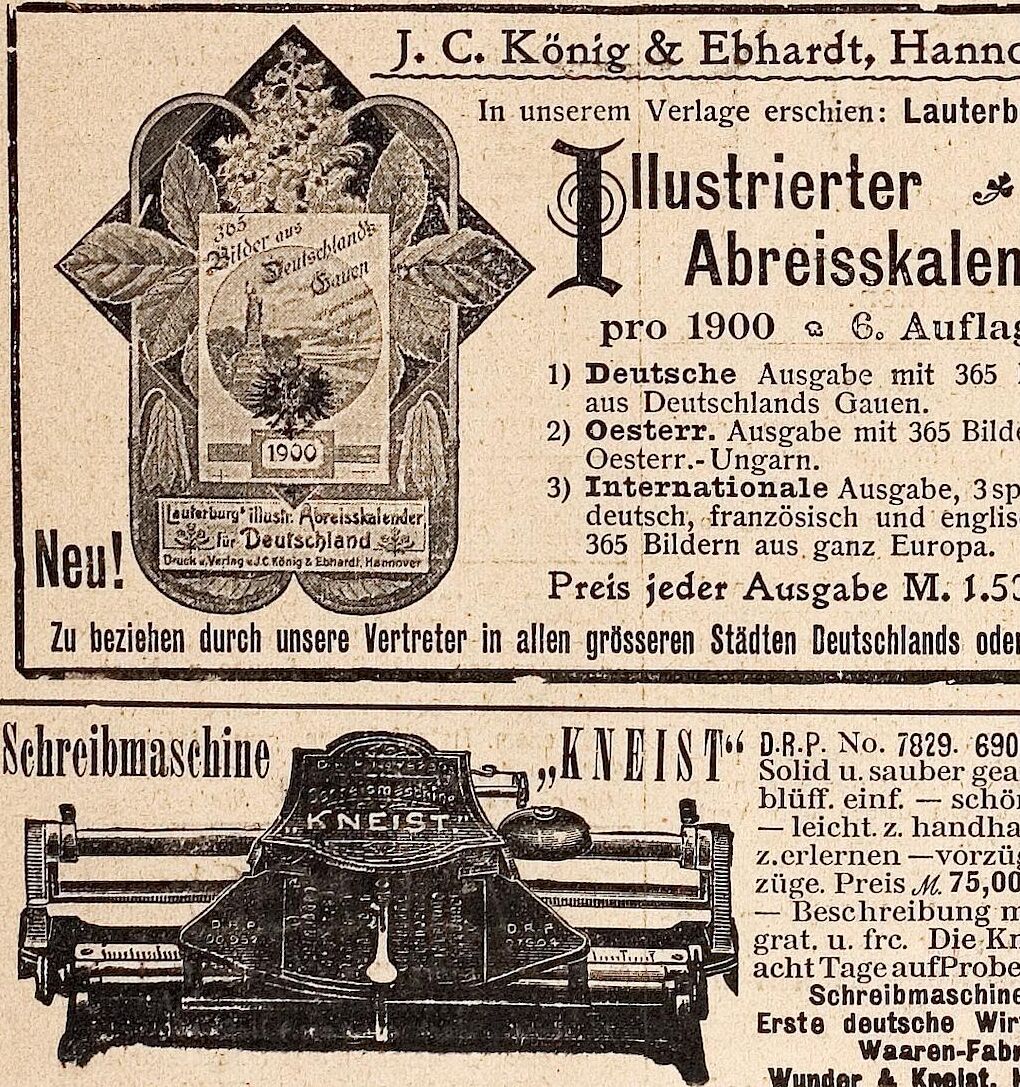 J. C. König & Ebhardt, Hanno
In unserem Verlage erschien: Lauterb
Illustrierter
Abreisskalen
pro 1900 6. Auflag
1) Deutsche Ausgabe mit 365
aus Deutschlands Gauen.
2) Oesterr. Ausgabe mit 365 Bilde
Oesterr.-Ungarn.
3) Internationale Ausgabe, 3 sp
deutsch, französisch und englis
365 Bildern aus ganz Europa.
Preis jeder Ausgabe M. 1.5
365
Bilder aus
Deutschlands
Gauen
1900
Lauterburg's illustr. Abreisskalender
für Deutschland
Druck u. Verlag v. J. C. König & Ebhardt, Hannover
Neu!
Zu beziehen durch unsere Vertreter in allen grösseren Städten Deutschlands oder
Schreibmaschine „KNEIST“
D.R.P. No. 7829. 690
Solid u. sauber gea
blüff. einf. — schön
— leicht. z. handha
z. erlernen — vorzüg
züge. Preis M. 75,00
— Beschreibung m
grat. u. frc. Die Kn
acht Tage auf Probe
Schreibmaschine
Erste deutsche Wir
Waaren-Fabr
Wunder & Kneist, H
„KNEIST“
D.R.P.
D.R.P.